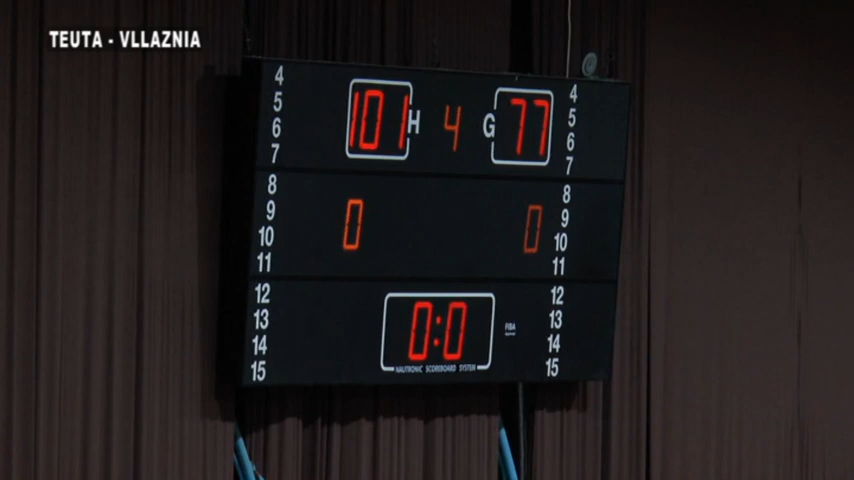 TEUTA - VLLAZNIA
4 4
5 101 H 4 G 77 5
6 6
7 7
8 8
9 0 0 9
10 10
11 11
12 12
13 0:0 FIBA 13
14 14
15 NAUTRONIC SCOREBOARD SYSTEM 15